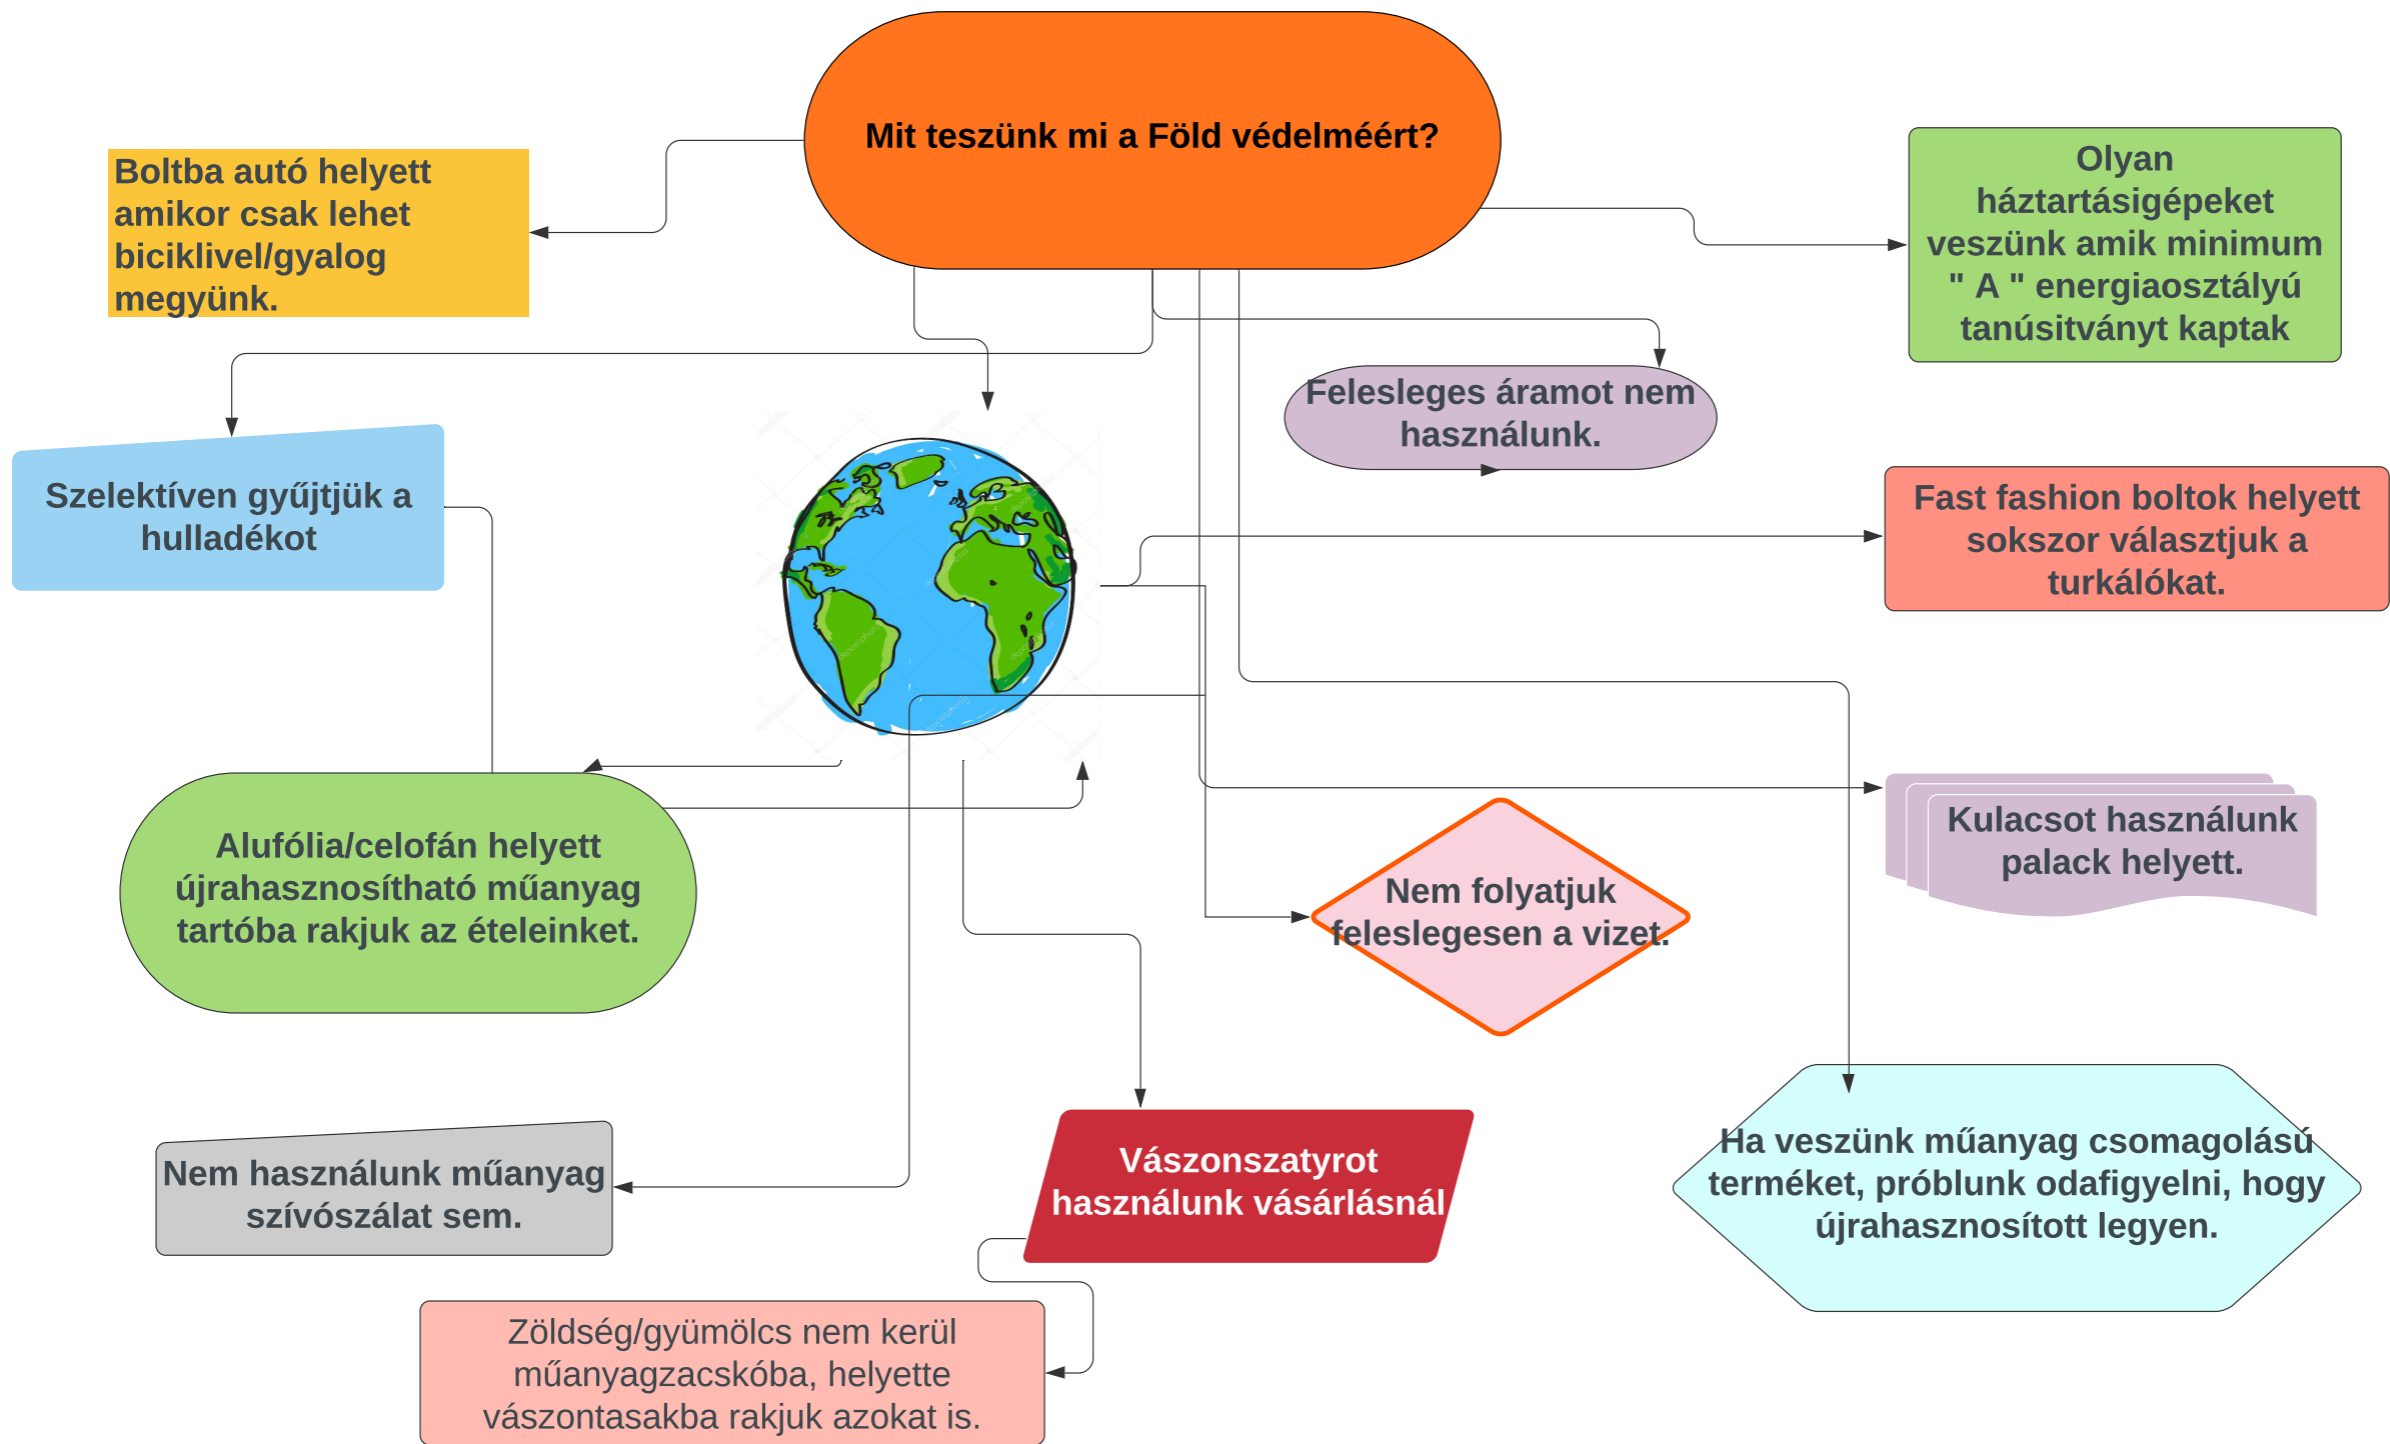 Mit teszünk mi a Föld védelméért?
Boltba autó helyett
amikor csak lehet
biciklivel/gyalog
megyünk.
Olyan
háztartásigépeket
veszünk amik minimum
" A " energiaosztályú
tanúsitványt kaptak
Felesleges áramot nem
használunk.
Szelektíven gyűjtjük a
hulladékot
Fast fashion boltok helyett
sokszor választjuk a
turkálókat.
Alufólia/celofán helyett
újrahasznosítható műanyag
tartóba rakjuk az ételeinket.
Kulacsot használunk
palack helyett.
Nem folyatjuk
feleslegesen a vizet.
Nem használunk műanyag
szívószálat sem.
Vászonszatyrot
használunk vásárlásnál
Ha veszünk műanyag csomagolású
terméket, próblunk odafigyelni, hogy
újrahasznosított legyen.
Zöldség/gyümölcs nem kerül
műanyagzacskóba, helyette
vászontasakba rakjuk azokat is.